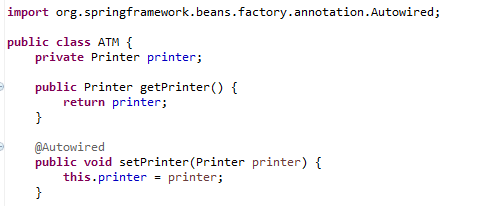 import org.springframework.beans.factory.annotation.Autowired;
public class ATM {
private Printer printer;
public Printer getPrinter() {
return printer;
}
@Autowired
public void setPrinter(Printer printer) {
this.printer = printer;
}